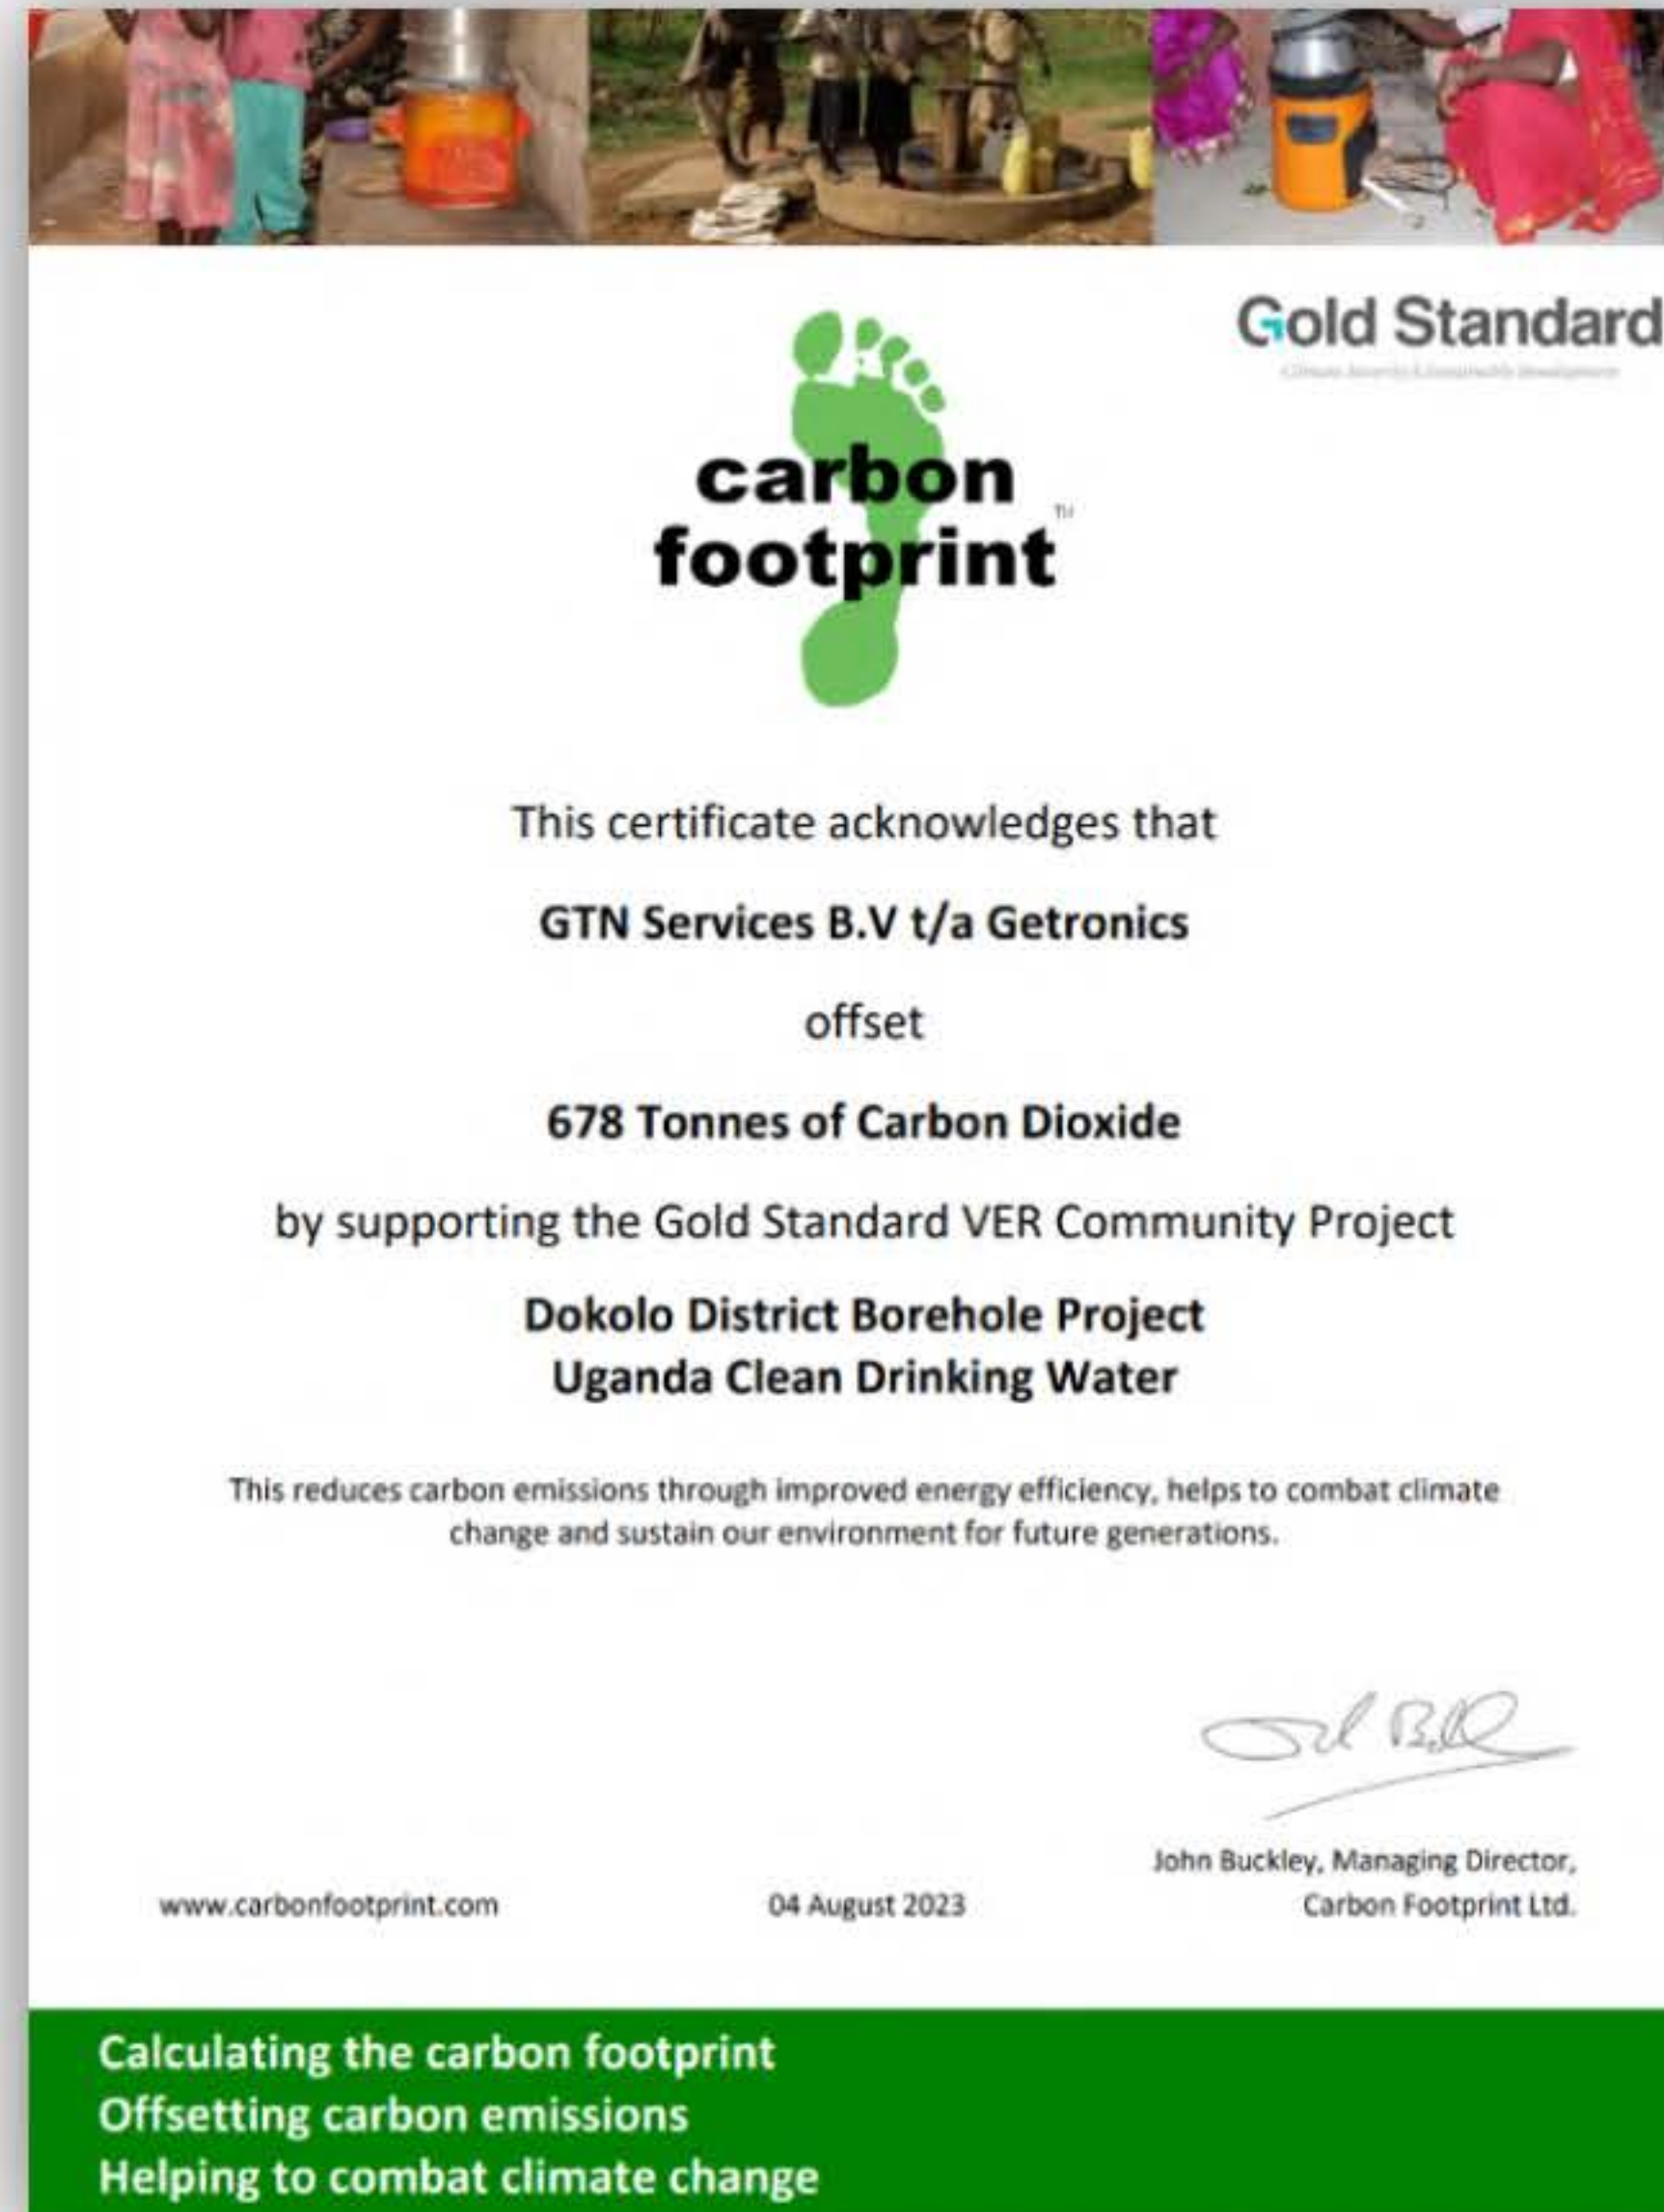 Gold Standard
carbon
footprint
TM
This certificate acknowledges that
GTN Services B.V t/a Getronics
offset
678 Tonnes of Carbon Dioxide
by supporting the Gold Standard VER Community Project
Dokolo District Borehole Project
Uganda Clean Drinking Water
This reduces carbon emissions through improved energy efficiency, helps to combat climate
change and sustain our environment for future generations.
John Buckley, Managing Director,
www.carbonfootprint.com 04 August 2023 Carbon Footprint Ltd.
Calculating the carbon footprint
Offsetting carbon emissions
Helping to combat climate change